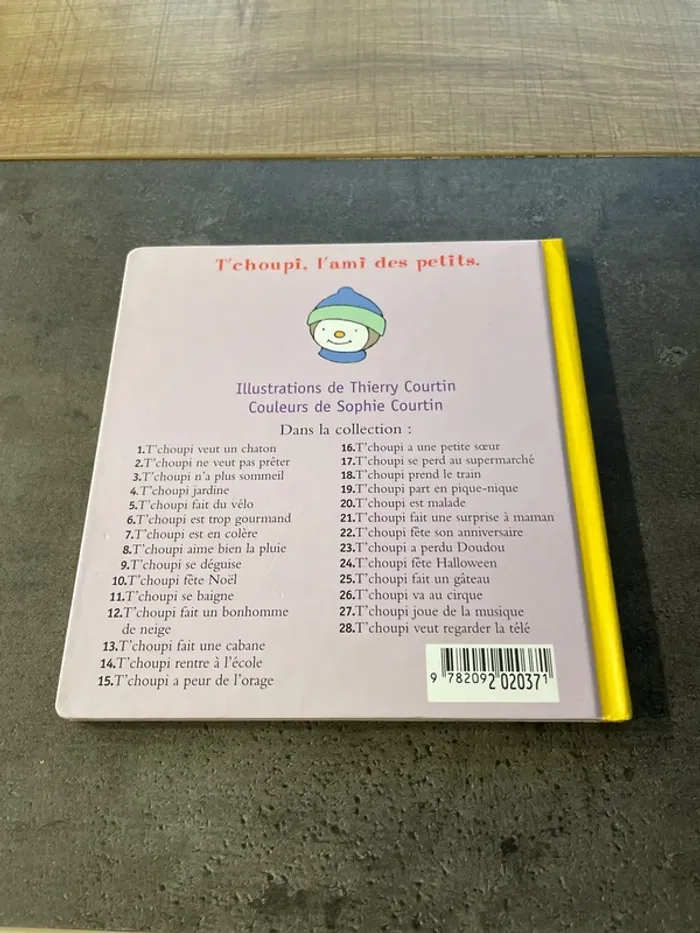 T'choupi, l'ami des petits.
Illustrations de Thierry Courtin
Couleurs de Sophie Courtin
Dans la collection :
1.T'choupi veut un chaton
2.T'choupi ne veut pas prêter
3.T'choupi n'a plus sommeil
4.T'choupi jardine
5.T'choupi fait du vélo
6.T'choupi est trop gourmand
7.T'choupi est en colère
8.T'choupi aime bien la pluie
9.T'choupi se déguise
10.T'choupi fête Noël
11.T'choupi se baigne
12.T'choupi fait un bonhomme
de neige
13.T'choupi fait une cabane
14.T'choupi rentre à l'école
15.T'choupi a peur de l'orage
16.T'choupi a une petite sœur
17.T'choupi se perd au supermarché
18.T'choupi prend le train
19.T'choupi part en pique-nique
20.T'choupi est malade
21.T'choupi fait une surprise à maman
22.T'choupi fête son anniversaire
23.T'choupi a perdu Doudou
24.T'choupi fête Halloween
25.T'choupi fait un gâteau
26.T'choupi va au cirque
27.T'choupi joue de la musique
28.T'choupi veut regarder la télé
9 782092 020371